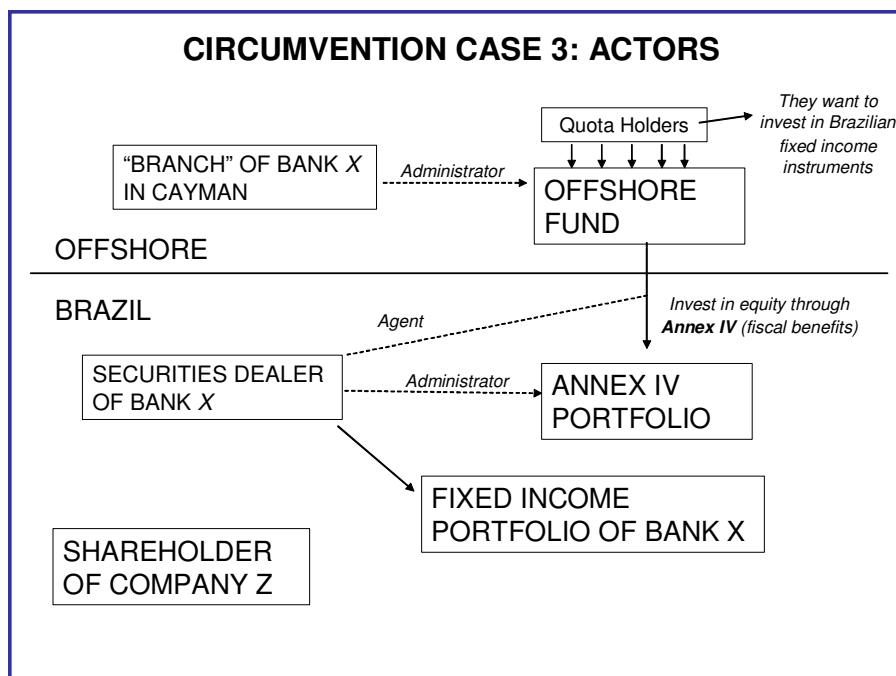 CIRCUMVENTION CASE 3: ACTORS
They want to
invest in Brazilian
fixed income
instruments
Quota Holders
“BRANCH” OF BANK X
IN CAYMAN
Administrator
OFFSHORE
FUND
OFFSHORE
BRAZIL
Invest in equity through
Annex IV (fiscal benefits)
Agent
SECURITIES DEALER
OF BANK X
Administrator
ANNEX IV
PORTFOLIO
FIXED INCOME
PORTFOLIO OF BANK X
SHAREHOLDER
OF COMPANY Z